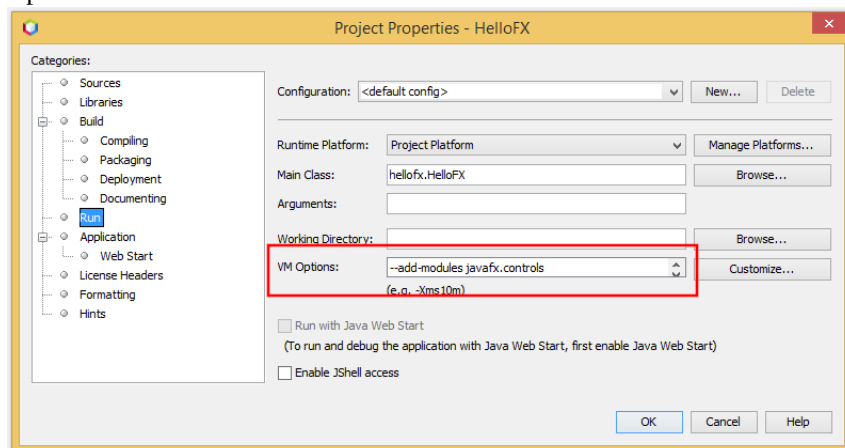 Project Properties - HelloFX
Categories:
Sources
Libraries
Build
Compiling
Packaging
Deployment
Documenting
Run
Application
Web Start
License Headers
Formatting
Hints
Configuration: <default config> New... Delete
Runtime Platform: Project Platform Manage Platforms...
Main Class: hellofx.HelloFX Browse...
Arguments:
Working Directory: Browse...
VM Options: --add-modules javafx.controls Customize...
(e.g. -Xms10m)
Run with Java Web Start
(To run and debug the application with Java Web Start, first enable Java Web Start)
Enable JShell access
OK Cancel Help